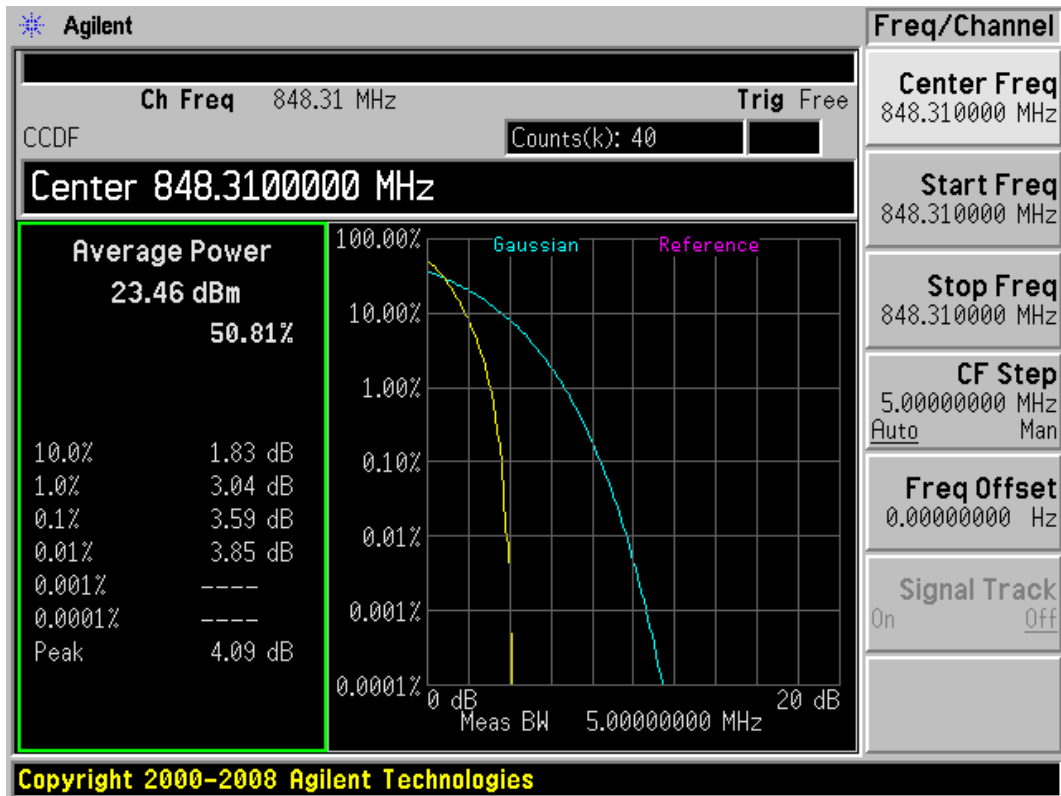 Agilent
Freq/Channel
Ch Freq 848.31 MHz Trig Free
CCDF Counts(k): 40
Center 848.310000 MHz
Average Power
23.46 dBm
50.81%
10.0% 1.83 dB
1.0% 3.04 dB
0.1% 3.59 dB
0.01% 3.85 dB
0.001% ----
0.0001% ----
Peak 4.09 dB
Gaussian Reference
100.00%
10.00%
1.00%
0.10%
0.01%
0.001%
0.0001%
0 dB 20 dB
Meas BW 5.00000000 MHz
Center Freq
848.310000 MHz
Start Freq
848.310000 MHz
Stop Freq
848.310000 MHz
CF Step
5.00000000 MHz
Auto Man
Freq Offset
0.00000000 Hz
Signal Track
On Off
Copyright 2000-2008 Agilent Technologies